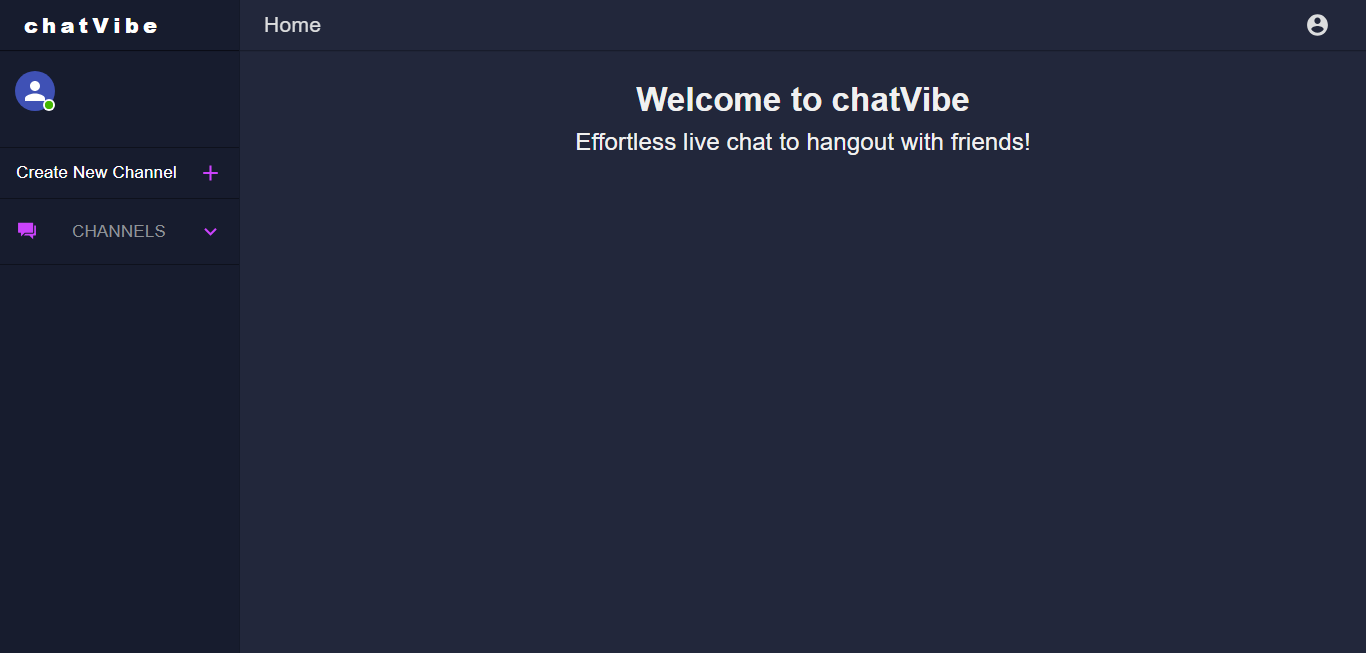 chatVibe
Home
Welcome to chatVibe
Effortless live chat to hangout with friends!
Create New Channel
CHANNELS